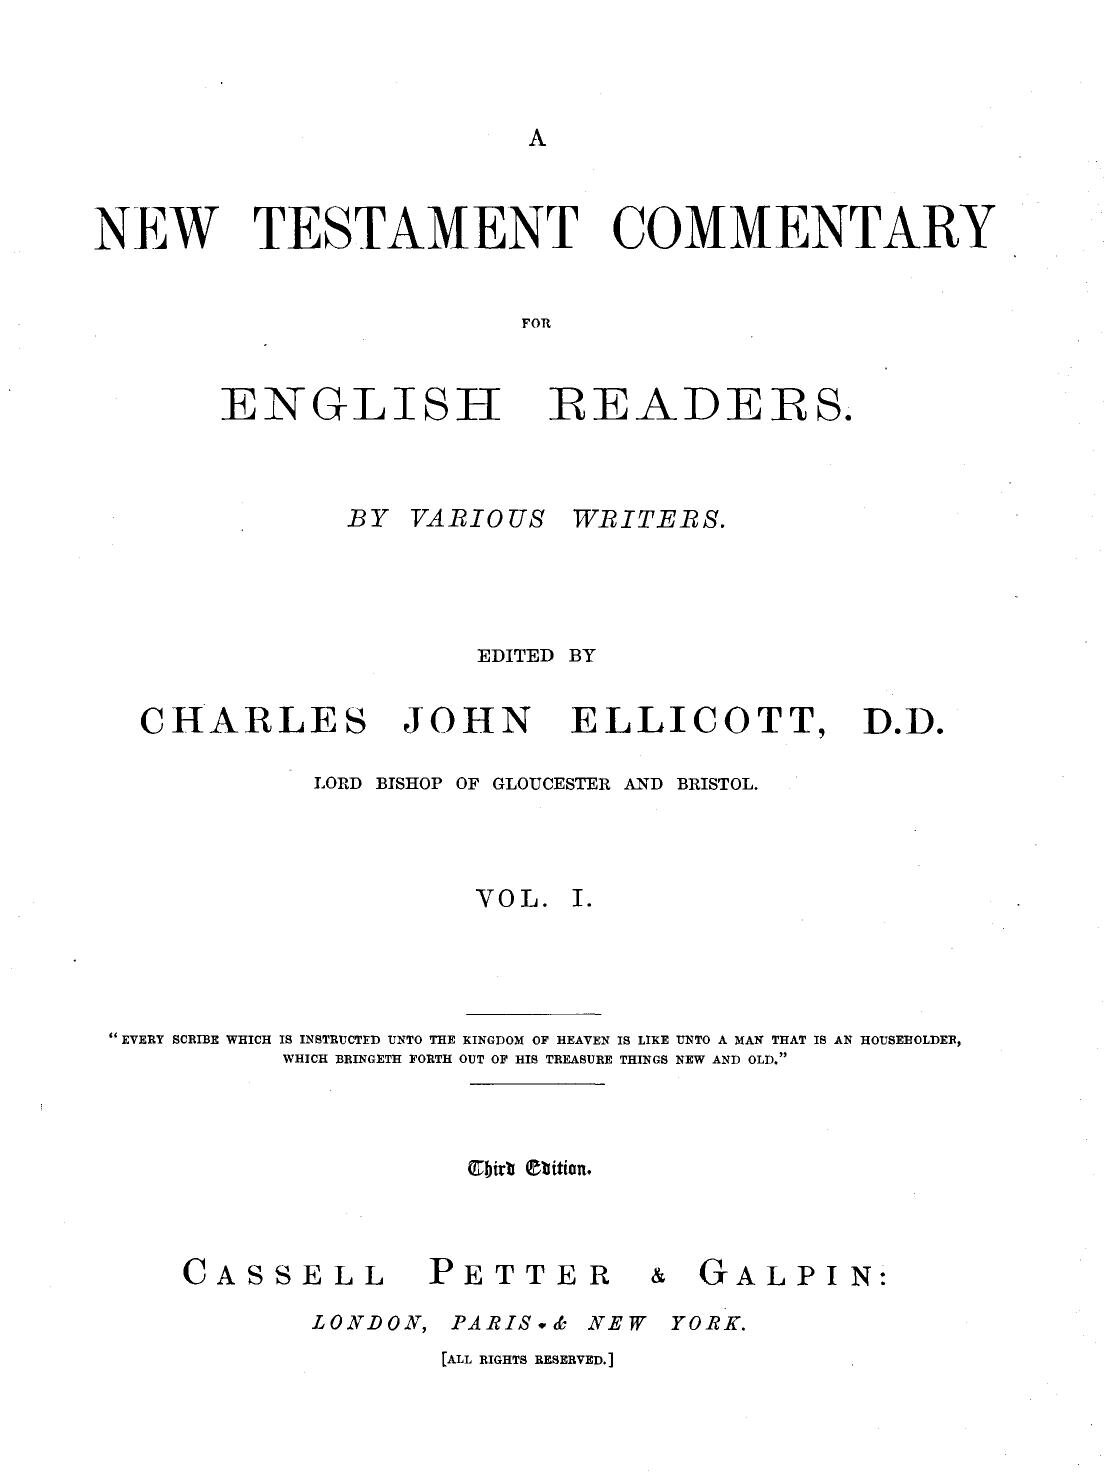 A
NEW TESTAMENT COMMENTARY
FOR
ENGLISH READERS.
BY VARIOUS WRITERS.
EDITED BY
CHARLES JOHN ELLICOTT, D.D.
LORD BISHOP OF GLOUCESTER AND BRISTOL.
VOL. I.
“EVERY SCRIBE WHICH IS INSTRUCTED UNTO THE KINGDOM OF HEAVEN IS LIKE UNTO A MAN THAT IS AN HOUSEHOLDER,
WHICH BRINGETH FORTH OUT OF HIS TREASURE THINGS NEW AND OLD.”
Third Edition.
CASSELL PETTER & GALPIN:
LONDON, PARIS & NEW YORK.
[ALL RIGHTS RESERVED.]